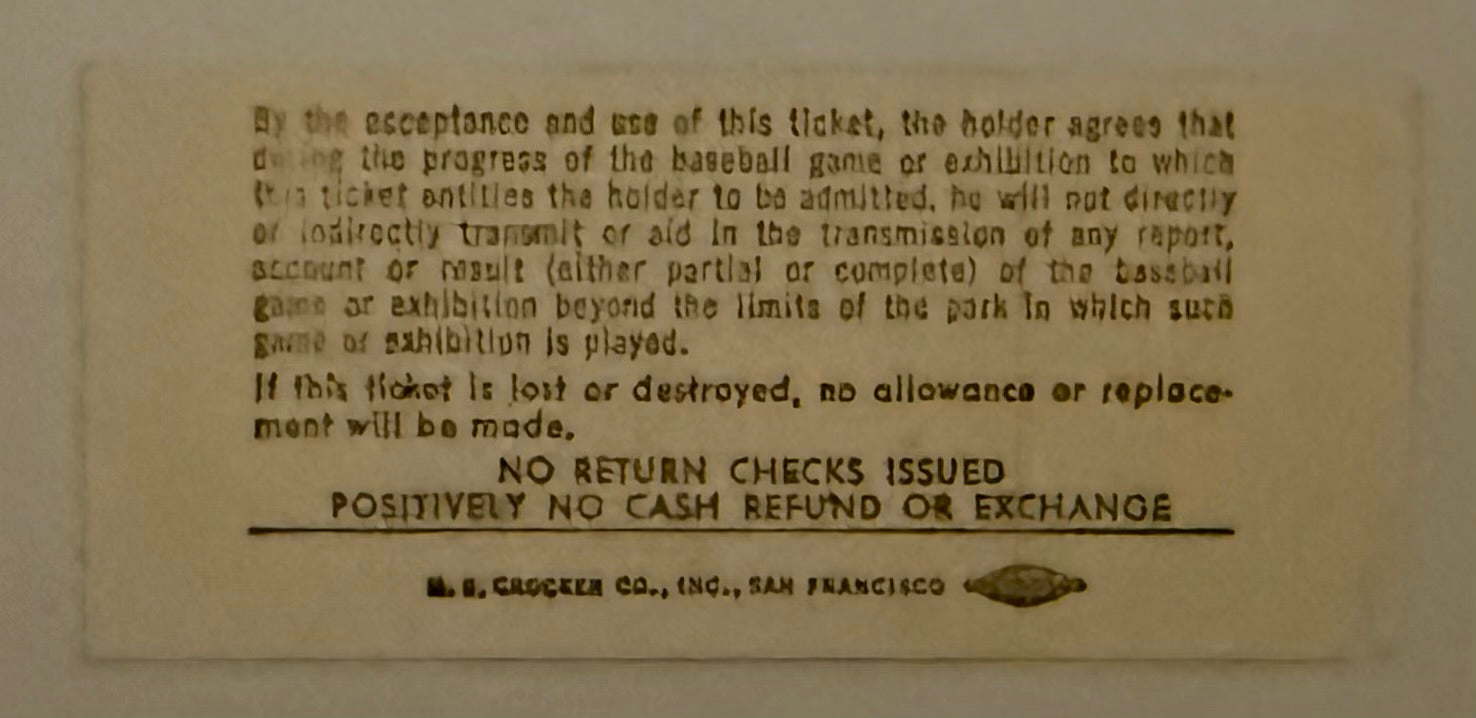 By the acceptance and use of this ticket, the holder agrees that
during the progress of the baseball game or exhibition to which
this ticket entitles the holder to be admitted, he will not directly
or indirectly transmit or aid in the transmission of any report,
account or result (either partial or complete) of the baseball
game or exhibition beyond the limits of the park in which such
game or exhibition is played.
If this ticket is lost or destroyed, no allowance or replace-
ment will be made.
NO RETURN CHECKS ISSUED
POSITIVELY NO CASH REFUND OR EXCHANGE
H. S. CROCKER CO., INC., SAN FRANCISCO